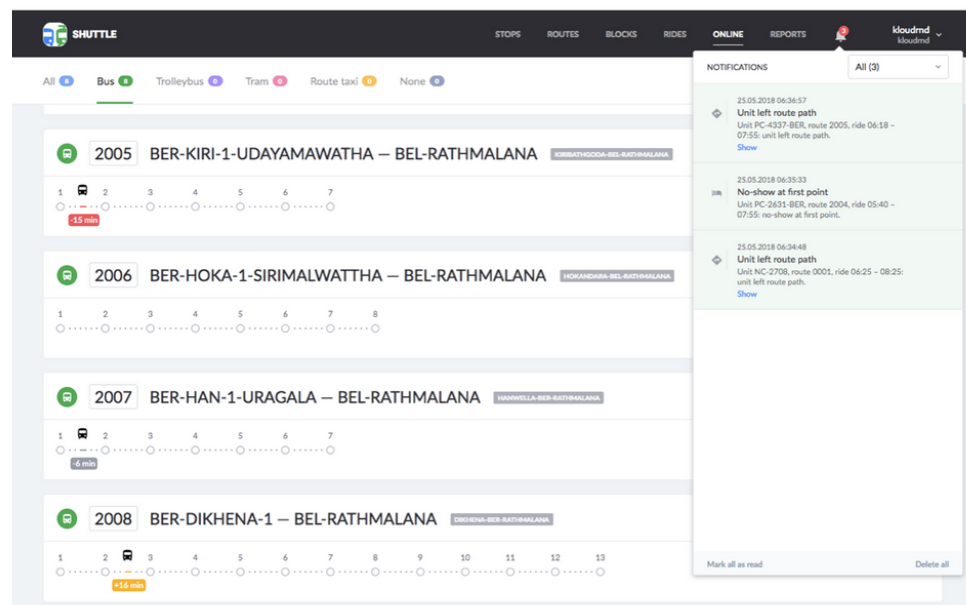 SHUTTLE
STOPS ROUTES BLOCKS RIDES ONLINE REPORTS 3 kloudmd
kloudmd
All 8 Bus 8 Trolleybus 0 Tram 0 Route taxi 0 None 0
2005 BER-KIRI-1-UDAYAMAWATHA — BEL-RATHMALANA KIRIBATHGODA-BEL-RATHMALANA
1 2 3 4 5 6 7
-15 min
2006 BER-HOKA-1-SIRIMALWATTHA — BEL-RATHMALANA HOKANDARA-BEL-RATHMALANA
1 2 3 4 5 6 7 8
2007 BER-HAN-1-URAGALA — BEL-RATHMALANA HANWELLA-BER-RATHMALANA
1 2 3 4 5 6 7
-6 min
2008 BER-DIKHENA-1 — BEL-RATHMALANA DIKHENA-BER-RATHMALANA
1 2 3 4 5 6 7 8 9 10 11 12 13
+16 min
NOTIFICATIONS All (3)
25.05.2018 06:36:57
Unit left route path
Unit PC-4337-BER, route 2005, ride 06:18 –
07:55: unit left route path.
Show
25.05.2018 06:35:33
No-show at first point
Unit PC-2631-BER, route 2004, ride 05:40 –
07:55: no-show at first point.
25.05.2018 06:34:48
Unit left route path
Unit NC-2708, route 0001, ride 06:25 – 08:25:
unit left route path.
Show
Mark all as read Delete all